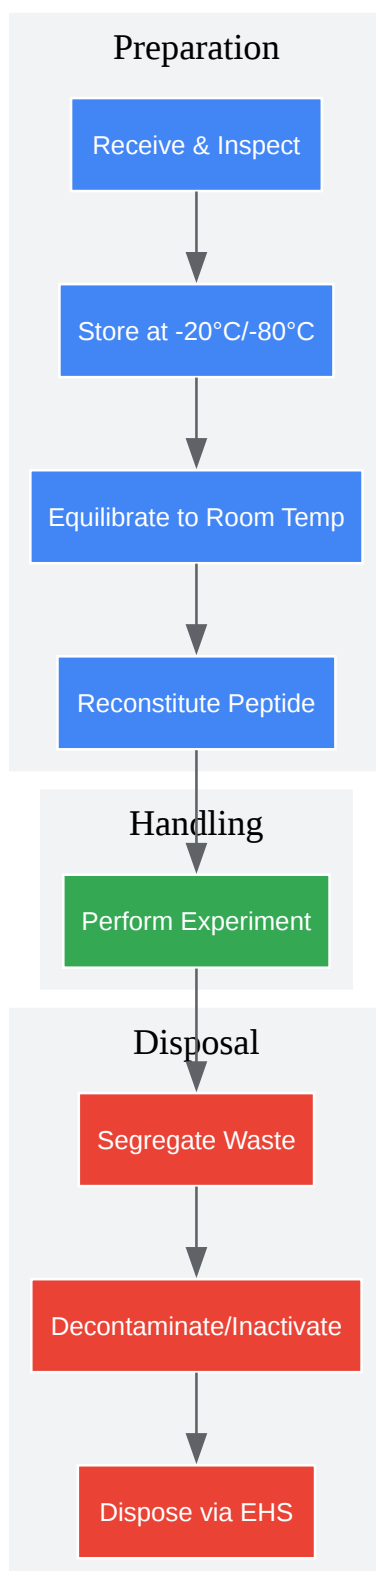 Preparation
Receive & Inspect
Store at -20°C/-80°C
Equilibrate to Room Temp
Reconstitute Peptide
Handling
Perform Experiment
Disposal
Segregate Waste
Decontaminate/Inactivate
Dispose via EHS